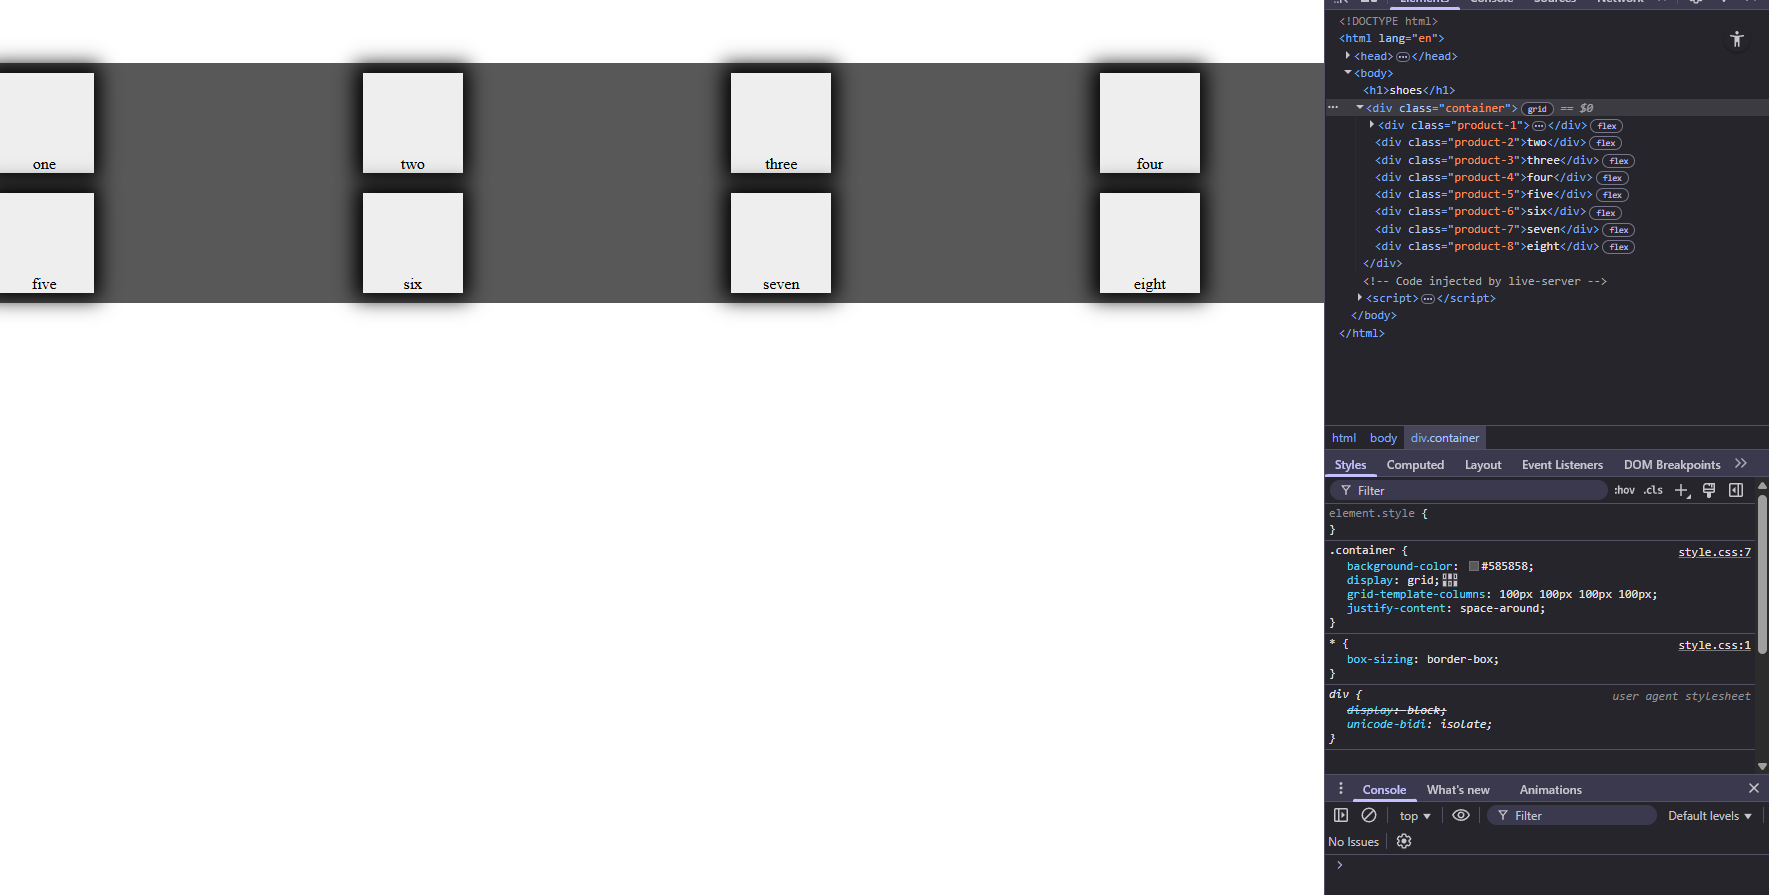 one
two
three
four
five
six
seven
eight
Elements Console Sources Network
<!DOCTYPE html>
<html lang="en">
<head> </head>
<body>
<h1>shoes</h1>
<div class="container"> grid == $0
<div class="product-1"> </div> flex
<div class="product-2">two</div> flex
<div class="product-3">three</div> flex
<div class="product-4">four</div> flex
<div class="product-5">five</div> flex
<div class="product-6">six</div> flex
<div class="product-7">seven</div> flex
<div class="product-8">eight</div> flex
</div>
<!-- Code injected by live-server -->
<script> </script>
</body>
</html>
html body div.container
Styles Computed Layout Event Listeners DOM Breakpoints
Filter :hov .cls
element.style {
}
.container { style.css:7
background-color: #585858;
display: grid;
grid-template-columns: 100px 100px 100px 100px;
justify-content: space-around;
}
* { style.css:1
box-sizing: border-box;
}
div { user agent stylesheet
display: block;
unicode-bidi: isolate;
}
Console What's new Animations
top Filter Default levels
No Issues